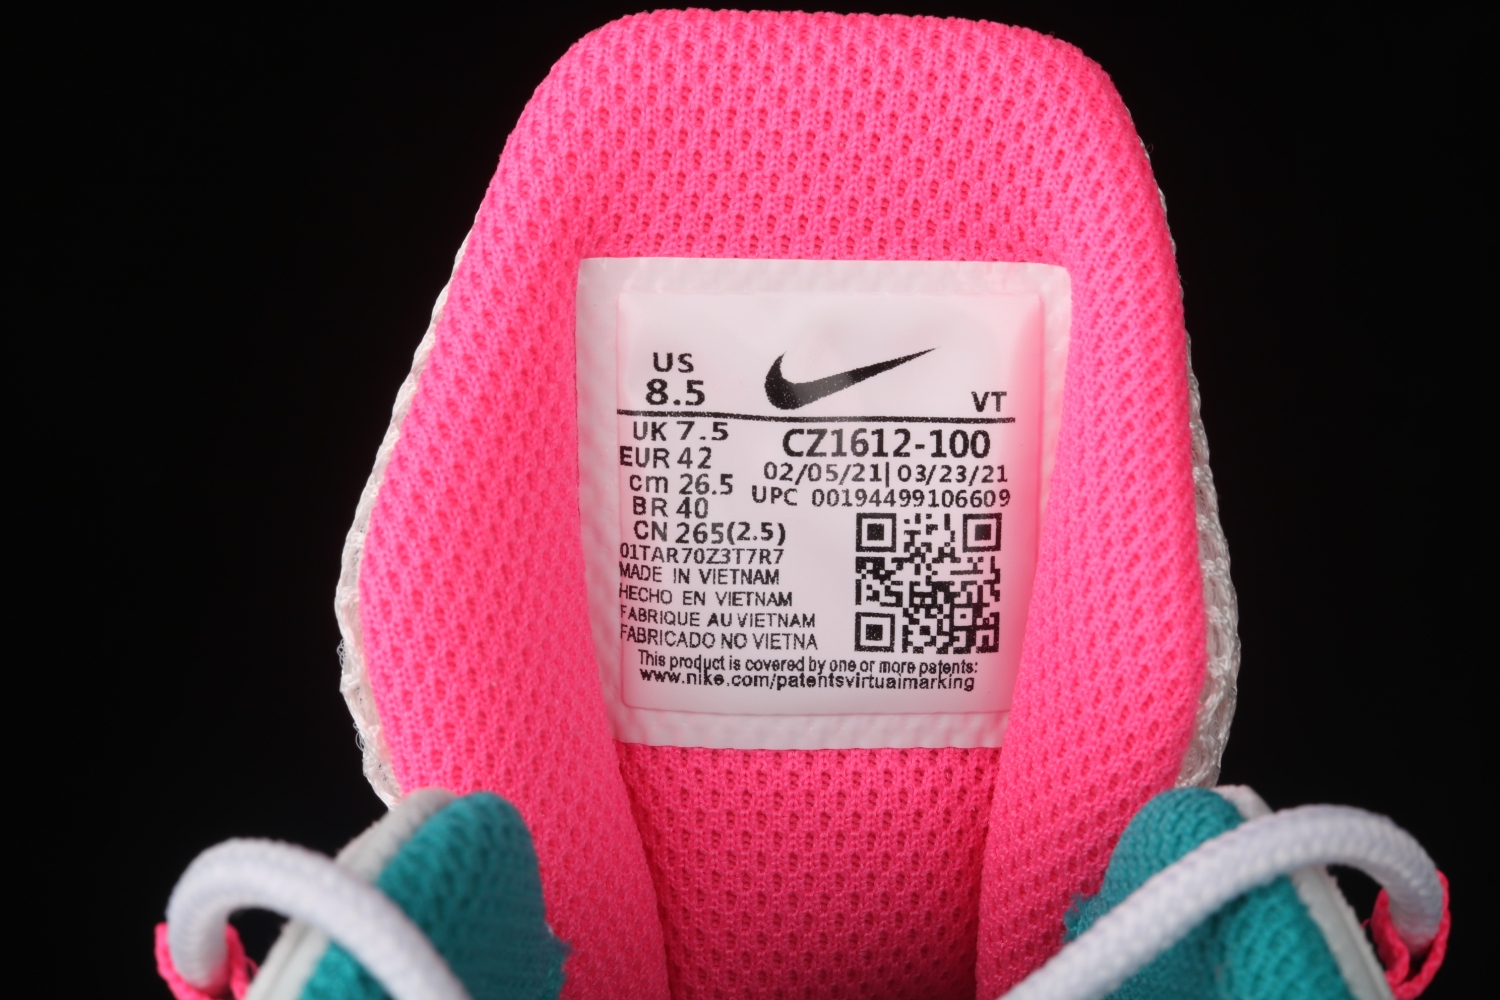 US
8.5
VT
UK 7.5
EUR 42
cm 26.5
BR 40
CN 265(2.5)
CZ1612-100
02/05/21| 03/23/21
UPC 00194499106609
01TAR70Z3T7R7
MADE IN VIETNAM
HECHO EN VIETNAM
FABRIQUE AU VIETNAM
FABRICADO NO VIETNA
This product is covered by one or more patents:
www.nike.com/patentsvirtualmarking